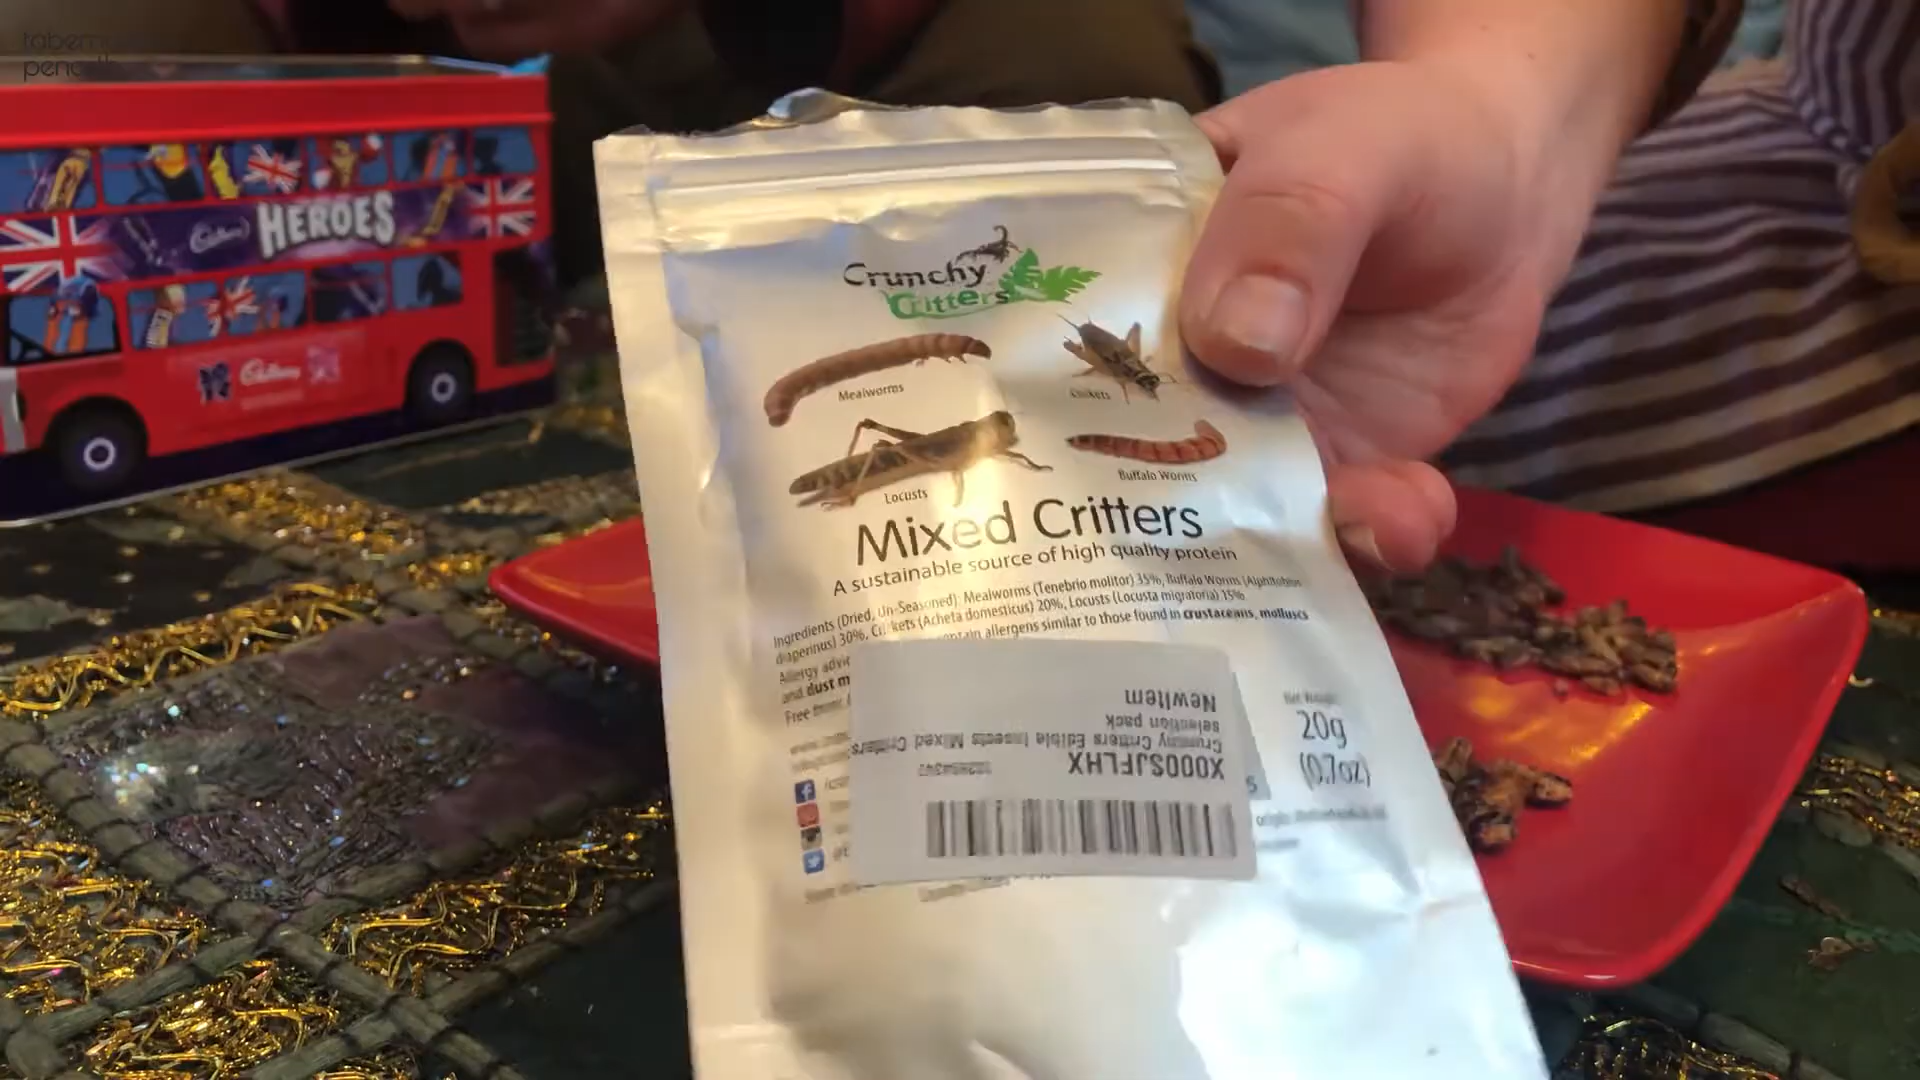 Cadbury
HEROES
Cadbury
Crunchy
Critters
Mealworms
Crickets
Locusts
Buffalo Worms
Mixed Critters
A sustainable source of high quality protein
Ingredients (Dried, Un-Seasoned): Mealworms (Tenebrio molitor) 35%, Buffalo Worms (Alphitobius
diaperinus) 30%, Crickets (Acheta domesticus) 20%, Locusts (Locusta migratoria) 15%
allergens similar to those found in crustaceans, molluscs
and dust
Free
20g
(0.7oz)
X000SJFLHX
Crunchy Critters Edible Insects Mixed Critters
selection pack
NewItem